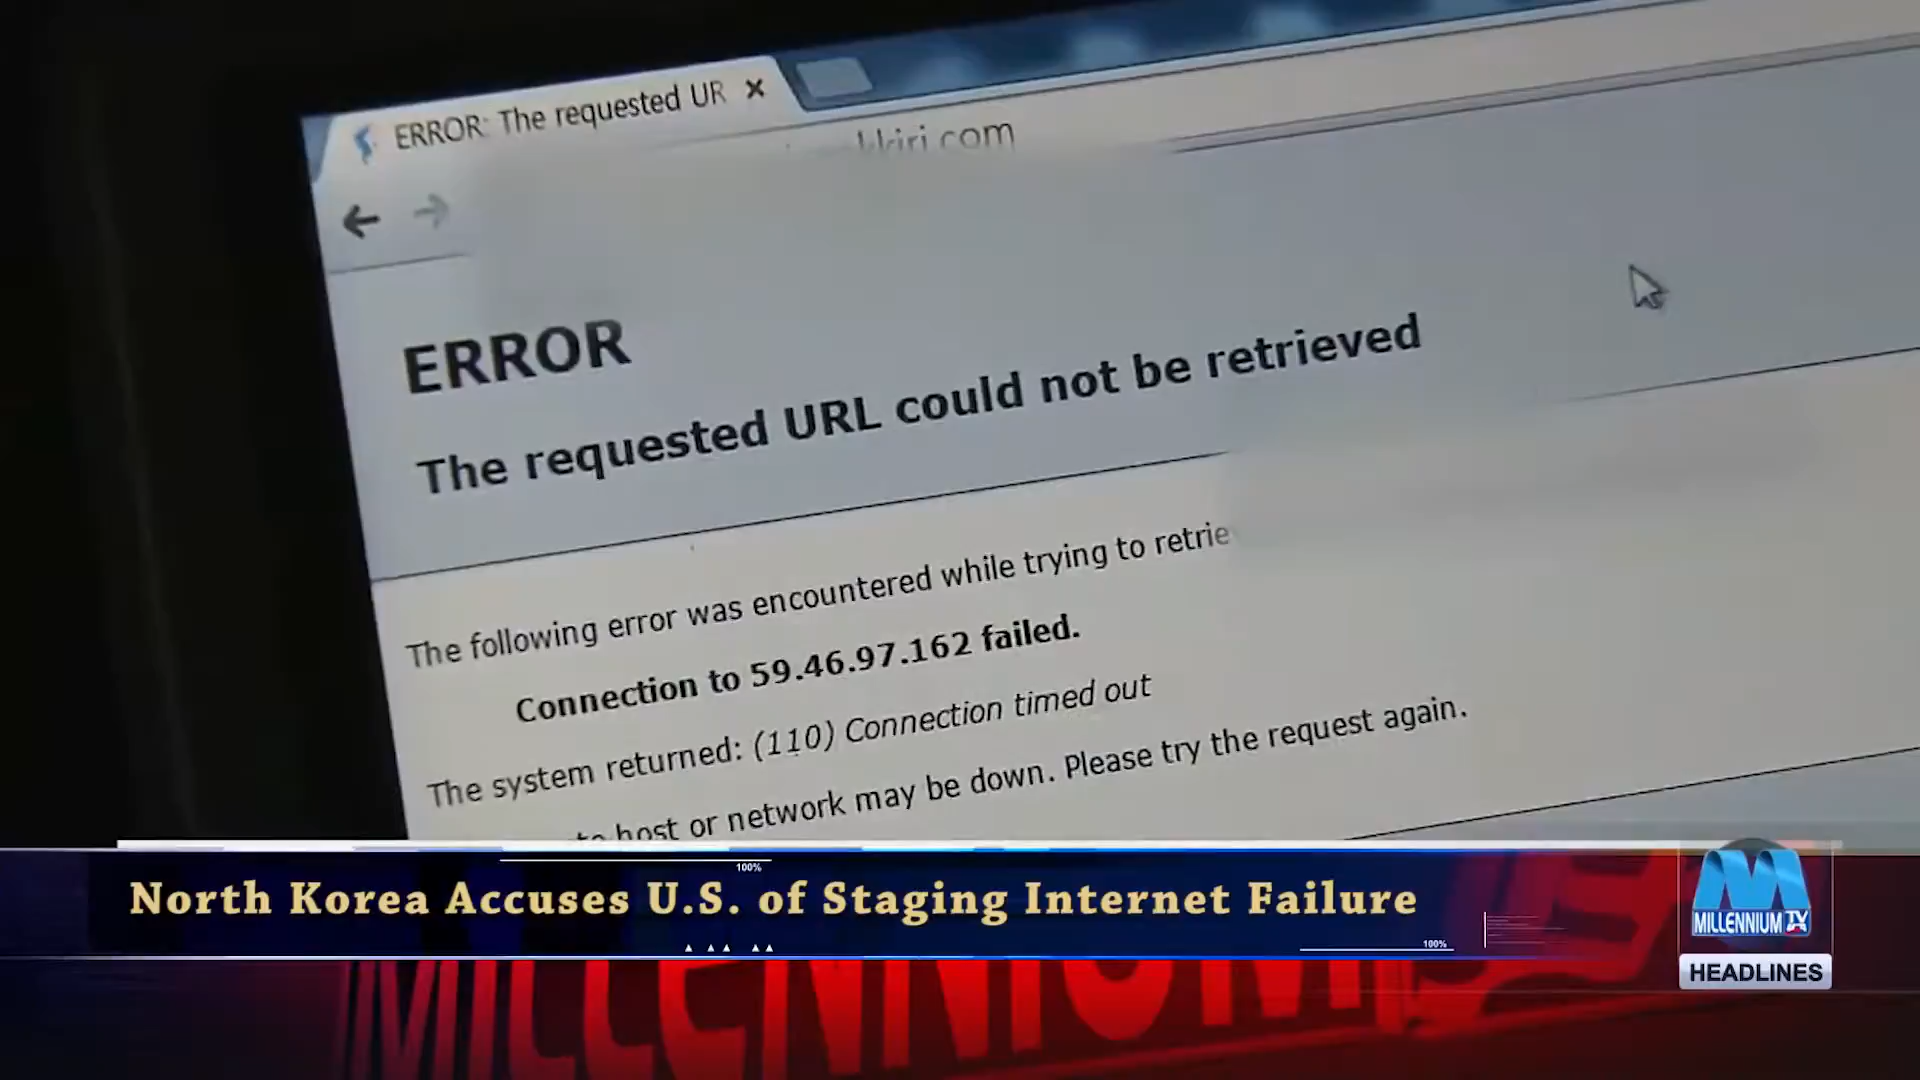 ERROR: The requested UR
kkiri.com
ERROR
The requested URL could not be retrieved
The following error was encountered while trying to retrie
Connection to 59.46.97.162 failed.
The system returned: (110) Connection timed out
host or network may be down. Please try the request again.
100%
North Korea Accuses U.S. of Staging Internet Failure
100%
MILLENNIUM TV
HEADLINES
MILLENNIUM